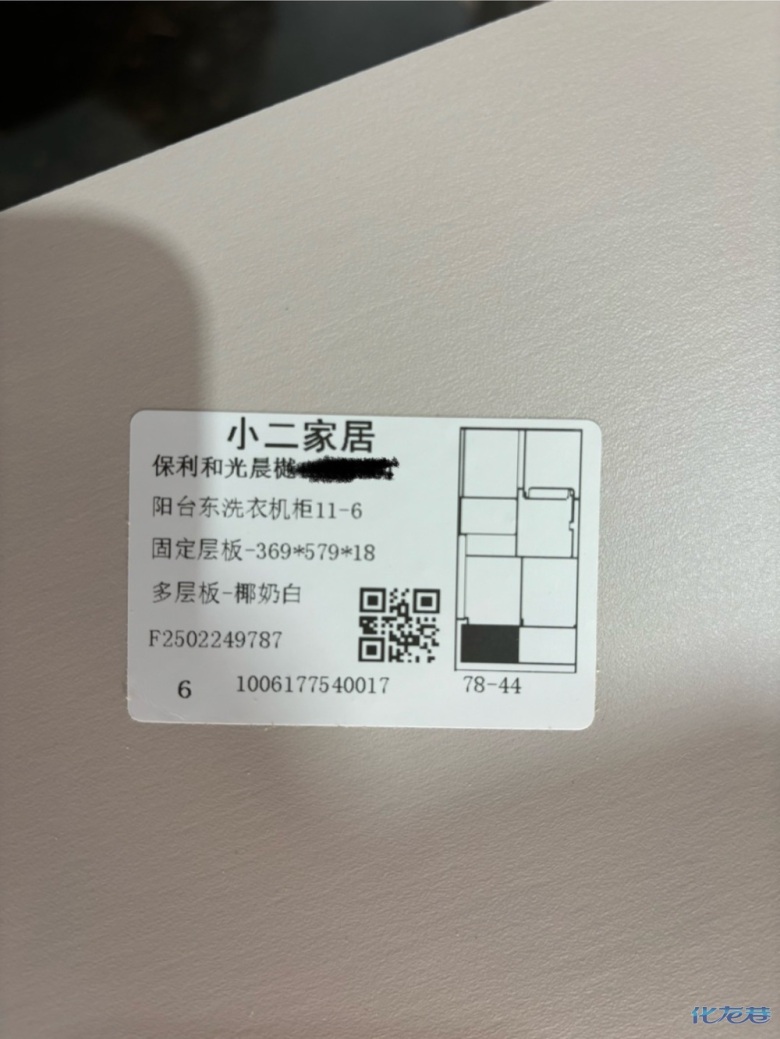 小二家居
保利和光晨樾
阳台东洗衣机柜11-6
固定层板-369*579*18
多层板-椰奶白
F2502249787
6 1006177540017 78-44
化龙巷